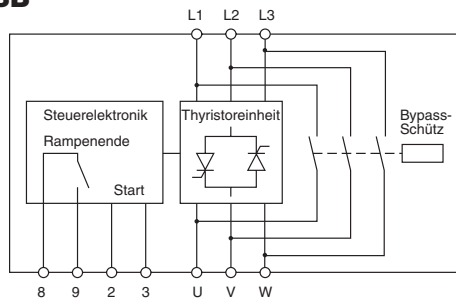 L1 L2 L3
Steuerelektronik
Thyristoreinheit
Bypass-
Schütz
Rampenende
Start
8 9 2 3 U V W